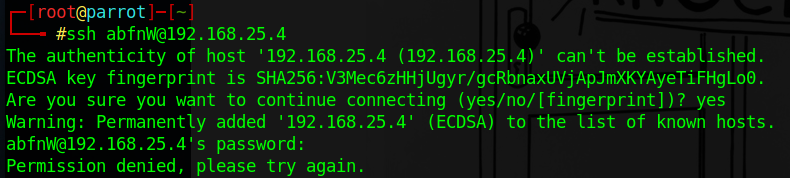 ┌─[root@parrot]─[~]
└──╼ #ssh abfnW@192.168.25.4
The authenticity of host '192.168.25.4 (192.168.25.4)' can't be established.
ECDSA key fingerprint is SHA256:V3Mec6zHHjUgyr/gcRbnaxUVjApJmXKYAyeTiFHgLo0.
Are you sure you want to continue connecting (yes/no/[fingerprint])? yes
Warning: Permanently added '192.168.25.4' (ECDSA) to the list of known hosts.
abfnW@192.168.25.4's password:
Permission denied, please try again.